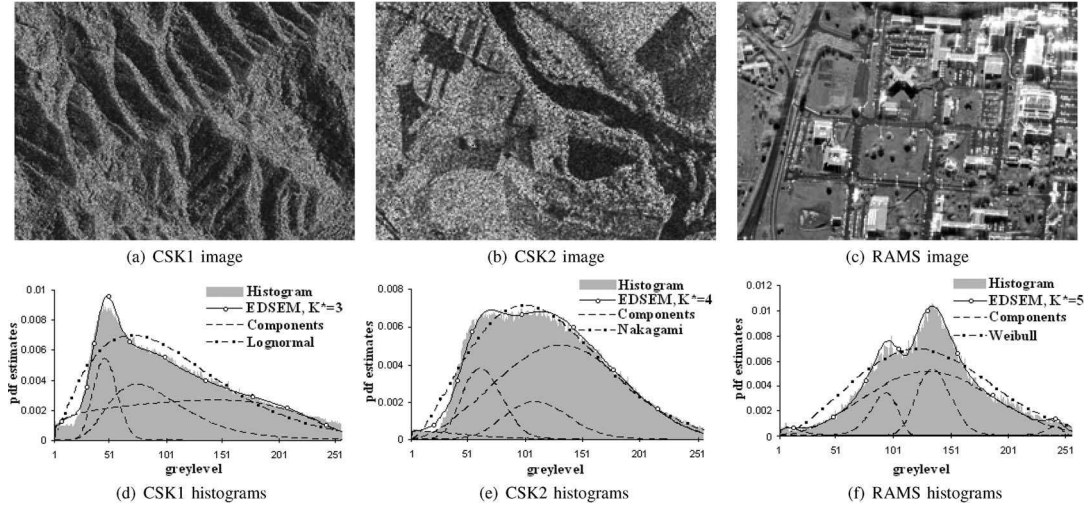 (a) CSK1 image
(b) CSK2 image
(c) RAMS image
0.01
0.008
0.006
0.004
0.002
0
pdf estimates
Histogram
EDSEM, K*=3
Components
Lognormal
1
51
101
151
201
251
greylevel
(d) CSK1 histograms
0.008
0.006
0.004
0.002
0
pdf estimates
Histogram
EDSEM, K*=4
Components
Nakagami
1
51
101
151
201
251
greylevel
(e) CSK2 histograms
0.012
0.01
0.008
0.006
0.004
0.002
0
pdf estimates
Histogram
EDSEM, K*=5
Components
Weibull
1
51
101
151
201
251
greylevel
(f) RAMS histograms